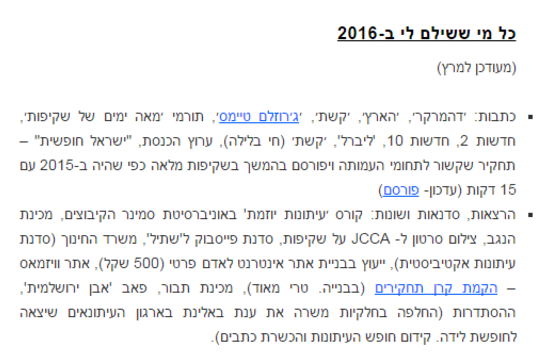 כל מי ששילם לי ב-2016
(מעודכן למרץ)
כתבות: ׳דהמרקר׳, ׳הארץ׳, ׳קשת׳, ׳ג׳רוזלם טיימס׳, תורמי ׳מאה ימים של שקיפות׳,
חדשות 2, חדשות 10, 'ליברל', ׳קשת׳ (חי בלילה), ערוץ הכנסת, "ישראל חופשית" –
תחקיר שקשור לתחומי העמותה ויפורסם בהמשך בשקיפות מלאה כפי שהיה ב-2015 עם
15 דקות (עדכון- פורסם)
הרצאות, סדנאות ושונות: קורס ׳עיתונות יוזמת' באוניברסיטת סמינר הקיבוצים, מכינת
הנגב, צילום סרטון ל- JCCA על שקיפות, סדנת פייסבוק ל'שתיל', משרד החינוך (סדנת
עיתונות אקטיביסטית), ייעוץ בבניית אתר אינטרנט לאדם פרטי (500 שקל), אתר וויזמאס
– הקמת קרן תחקירים (בבנייה. טרי מאוד), מכינת תבור, פאב 'אבן ירושלמית',
ההסתדרות (החלפה בחלקיות משרה את ענת באלינת בארגון העיתונאים שיצאה
לחופשת לידה. קידום חופש העיתונות והכשרת כתבים).